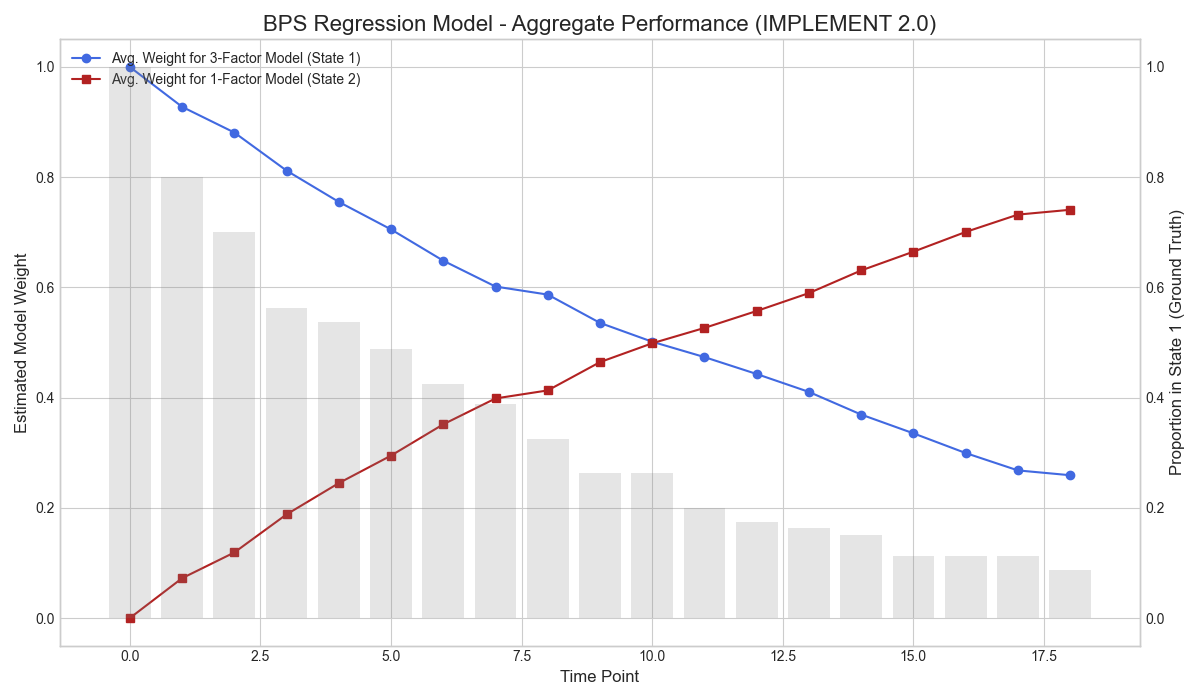 BPS Regression Model - Aggregate Performance (IMPLEMENT 2.0)
Avg. Weight for 3-Factor Model (State 1)
Avg. Weight for 1-Factor Model (State 2)
Estimated Model Weight
1.0
0.8
0.6
0.4
0.2
0.0
1.0
0.8
0.6
0.4
0.2
0.0
Proportion in State 1 (Ground Truth)
0.0 2.5 5.0 7.5 10.0 12.5 15.0 17.5
Time Point